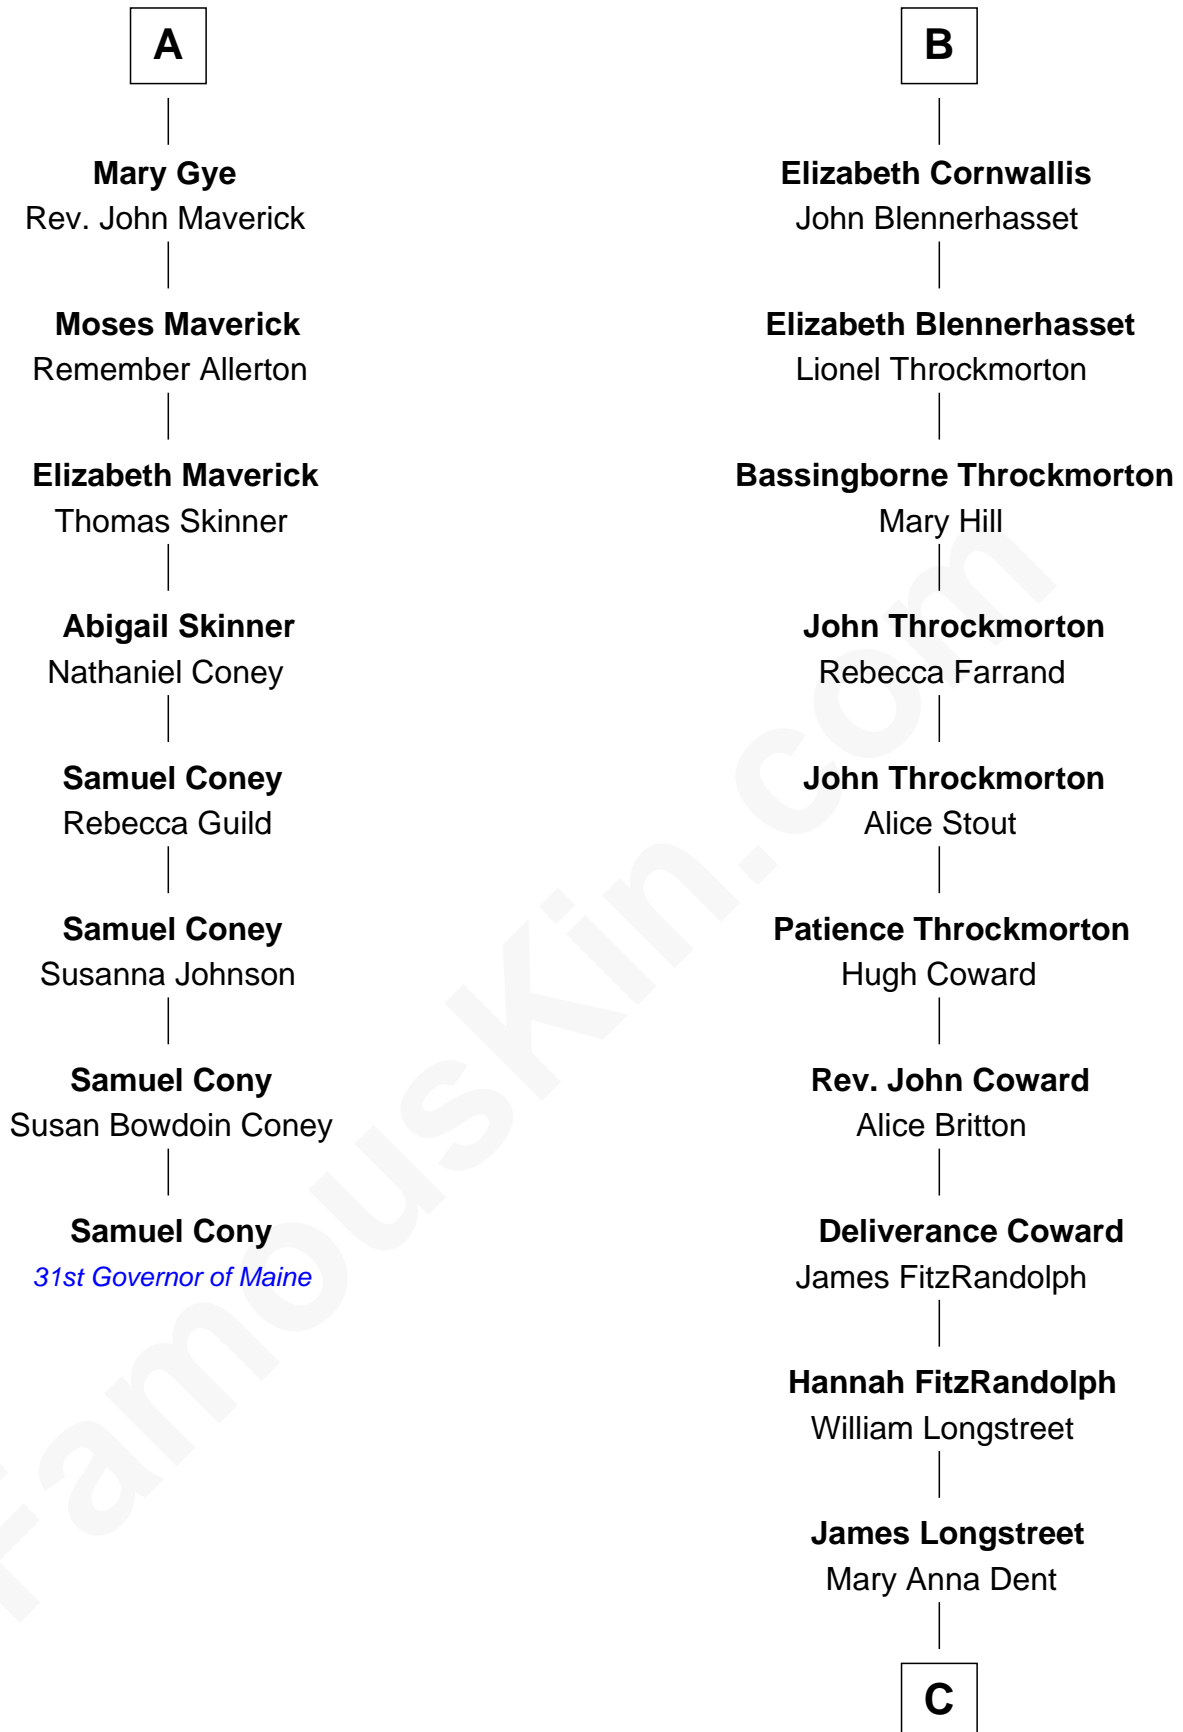 A
Mary Gye
Rev. John Maverick
Moses Maverick
Remember Allerton
Elizabeth Maverick
Thomas Skinner
Abigail Skinner
Nathaniel Coney
Samuel Coney
Rebecca Guild
Samuel Coney
Susanna Johnson
Samuel Cony
Susan Bowdoin Coney
Samuel Cony
31st Governor of Maine
B
Elizabeth Cornwallis
John Blennerhasset
Elizabeth Blennerhasset
Lionel Throckmorton
Bassingborne Throckmorton
Mary Hill
John Throckmorton
Rebecca Farrand
John Throckmorton
Alice Stout
Patience Throckmorton
Hugh Coward
Rev. John Coward
Alice Britton
Deliverance Coward
James FitzRandolph
Hannah FitzRandolph
William Longstreet
James Longstreet
Mary Anna Dent
C
FamousKin.com